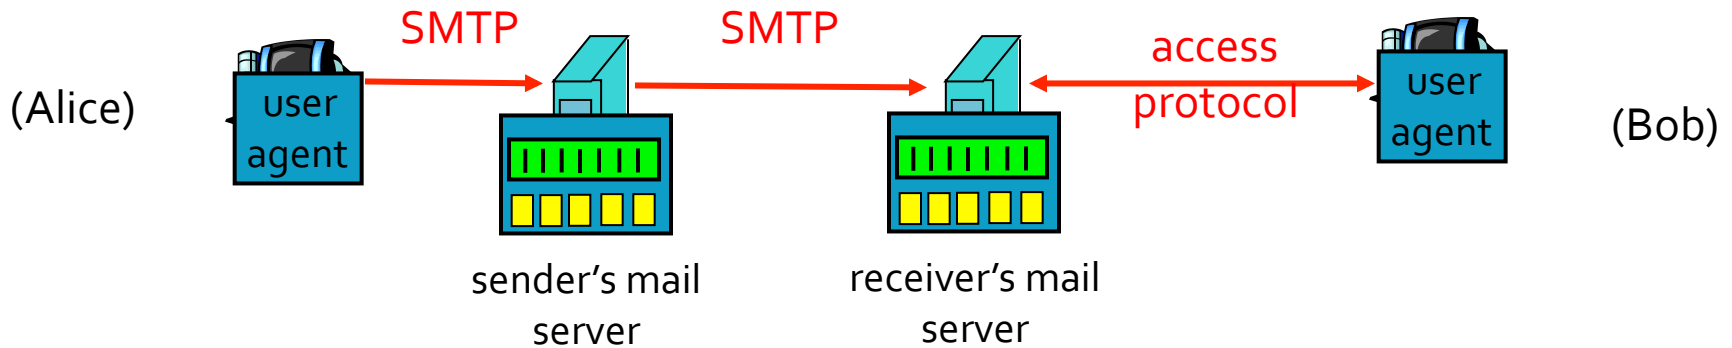 (Alice)
user
agent
SMTP
sender's mail
server
SMTP
receiver's mail
server
access
protocol
user
agent
(Bob)